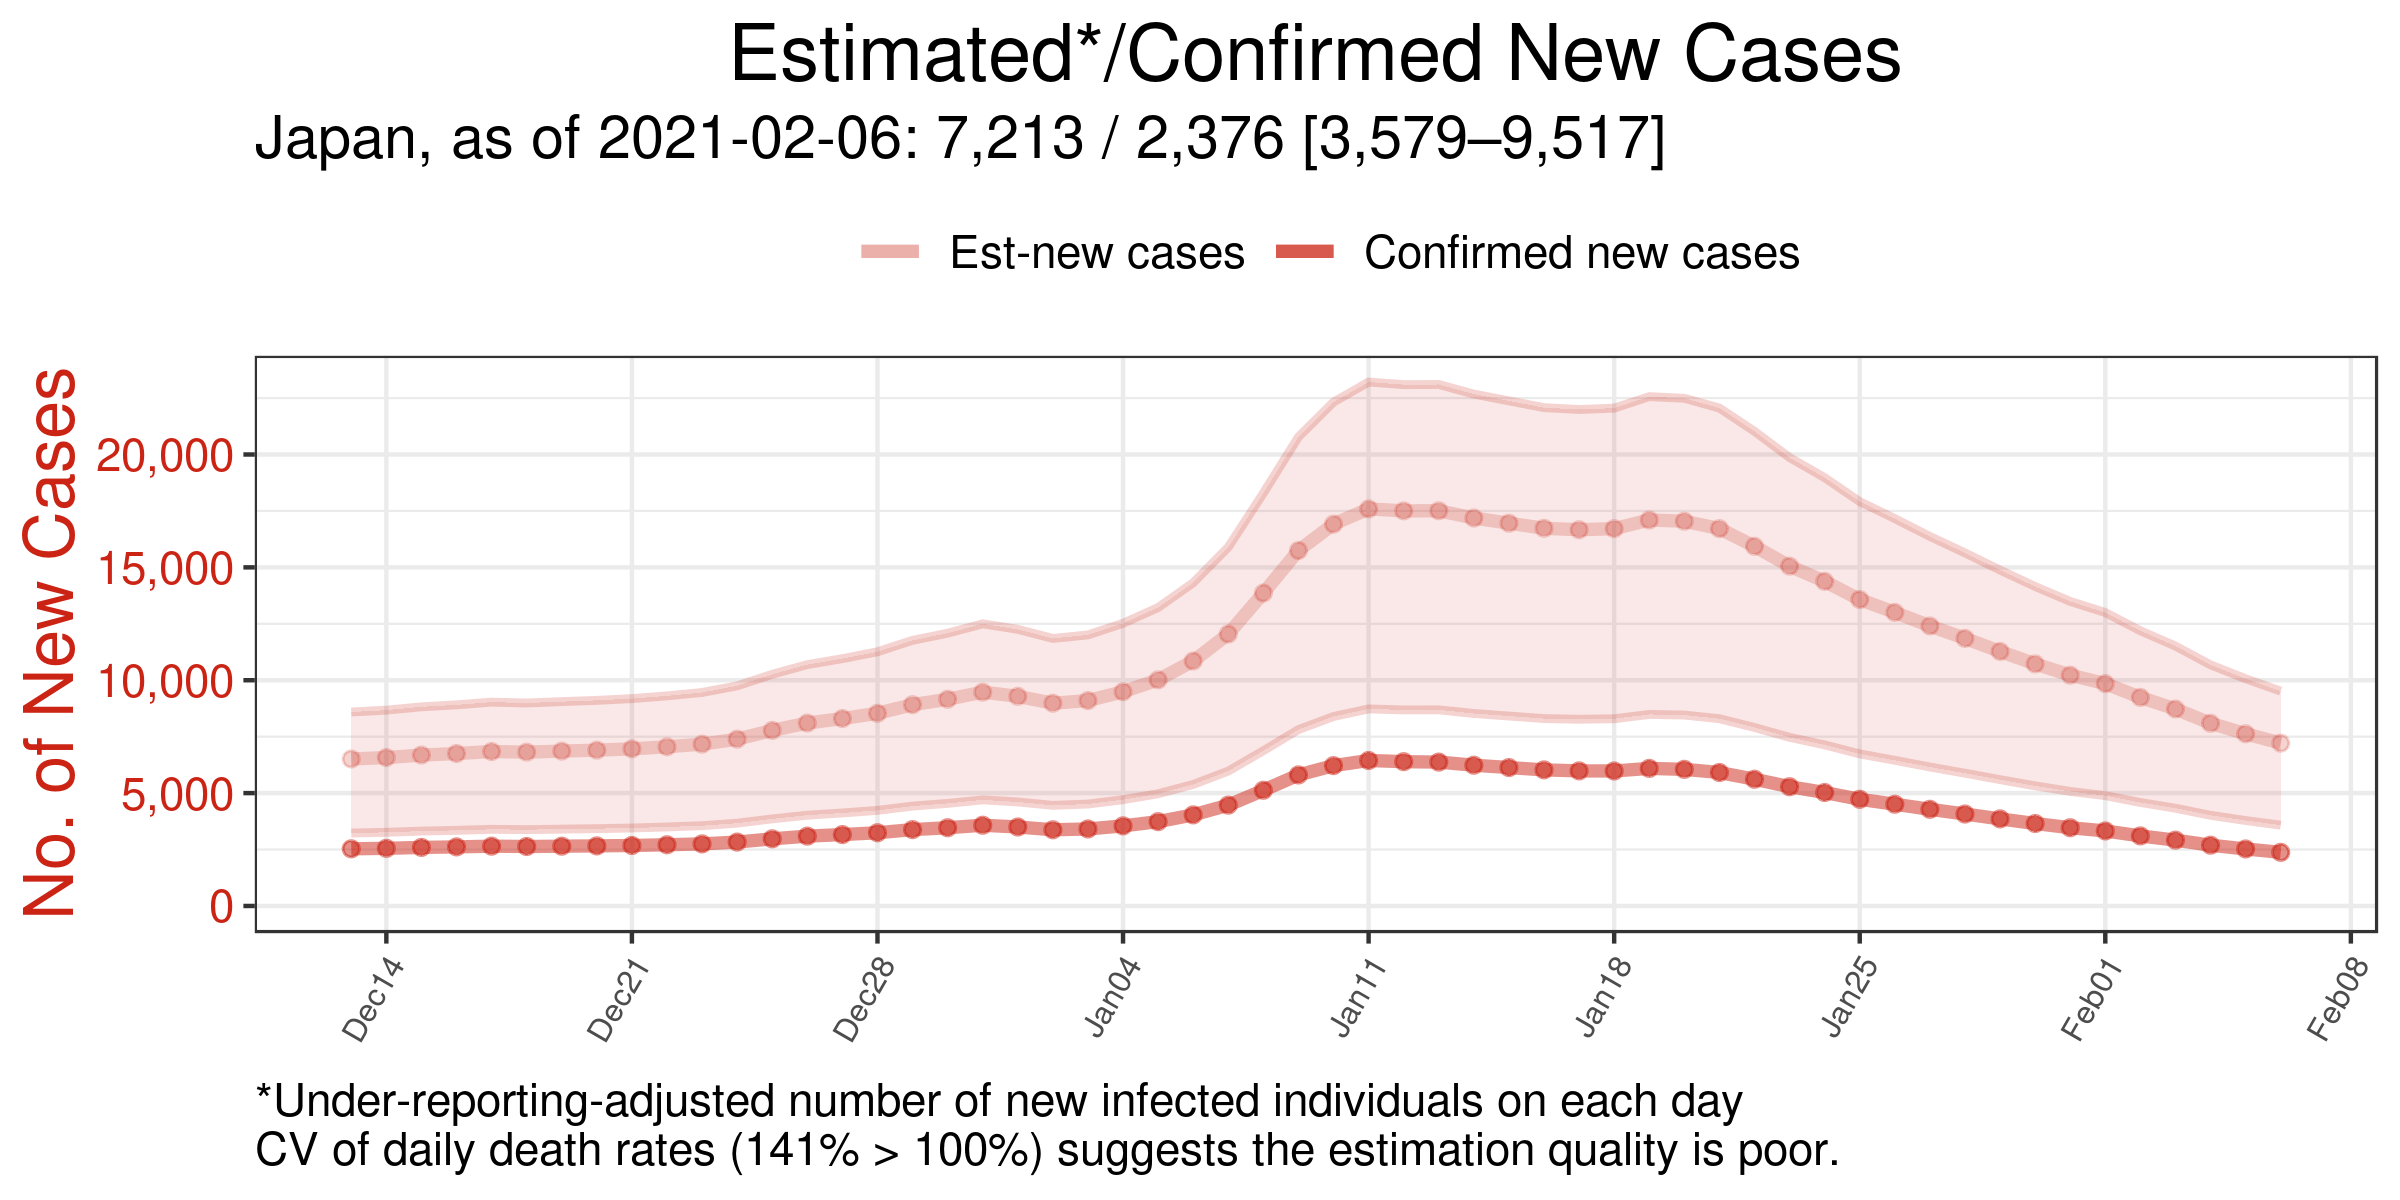 Estimated*/Confirmed New Cases
Japan, as of 2021-02-06: 7,213 / 2,376 [3,579–9,517]
Est-new cases Confirmed new cases
No. of New Cases
20,000
15,000
10,000
5,000
0
Dec14 Dec21 Dec28 Jan04 Jan11 Jan18 Jan25 Feb01 Feb08
*Under-reporting-adjusted number of new infected individuals on each day
CV of daily death rates (141% > 100%) suggests the estimation quality is poor.